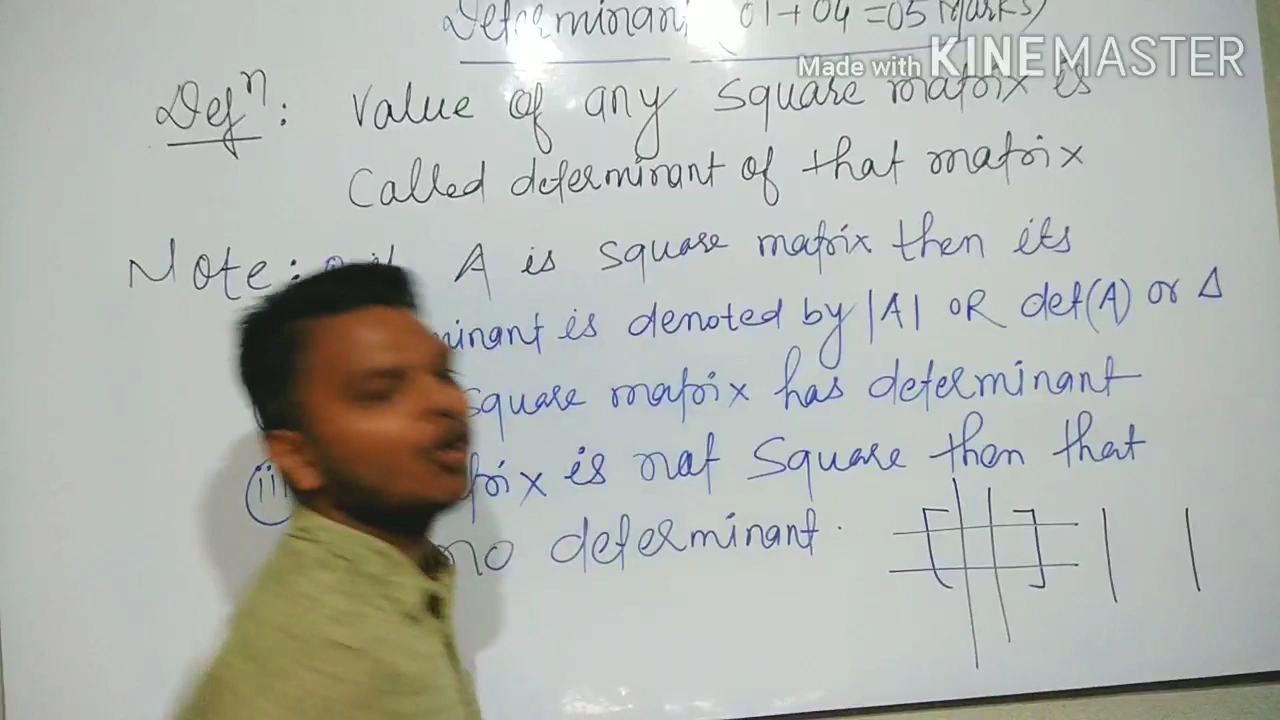 Determinant (01+04=05 Marks)
Made with KINEMASTER
Defⁿ: Value of any square matrix is
Called determinant of that matrix
Note: A is square matrix then its
minant is denoted by |A| OR det(A) or Δ
square matrix has determinant
(ii trix is not square then that
no determinant.